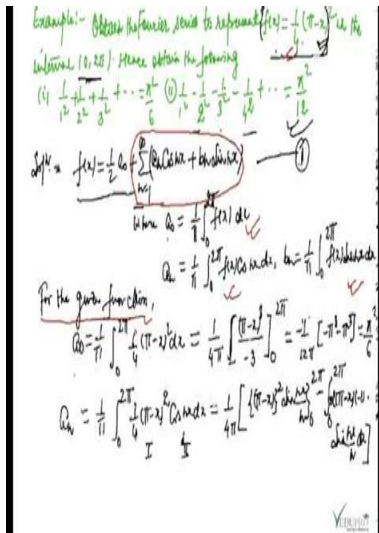 Example:- Obtain the Fourier series to represent f(x) = 1/4 (π-x)² in the
interval (0, 2π). Hence obtain the following
(i) 1/1² + 1/2² + 1/3² + ... = π²/6 (ii) 1/1² - 1/2² - 1/3² - 1/4² + ... = π²/12
Solⁿ:= f(x) = 1/2 a₀ + ∑_{n=1}^{∞} (an Cos nx + bn Sin nx) — ①
where a₀ = 1/π ∫₀^{2π} f(x) dx
an = 1/π ∫₀^{2π} f(x) Cos nx dx, bn = 1/π ∫₀^{2π} f(x) Sin nx dx
For the given function,
a₀ = 1/π ∫₀^{2π} 1/4 (π-x)² dx = 1/4π [(π-x)³/-3]₀^{2π} = -1/12π [-π³-π³] = π²/6
an = 1/π ∫₀^{2π} 1/4 (π-x)² Cos nx dx = 1/4π [{(π-x)² Sin nx/n}₀^{2π} - ∫₀^{2π} 2(π-x)(-1).
I II Sin nx/n dx]